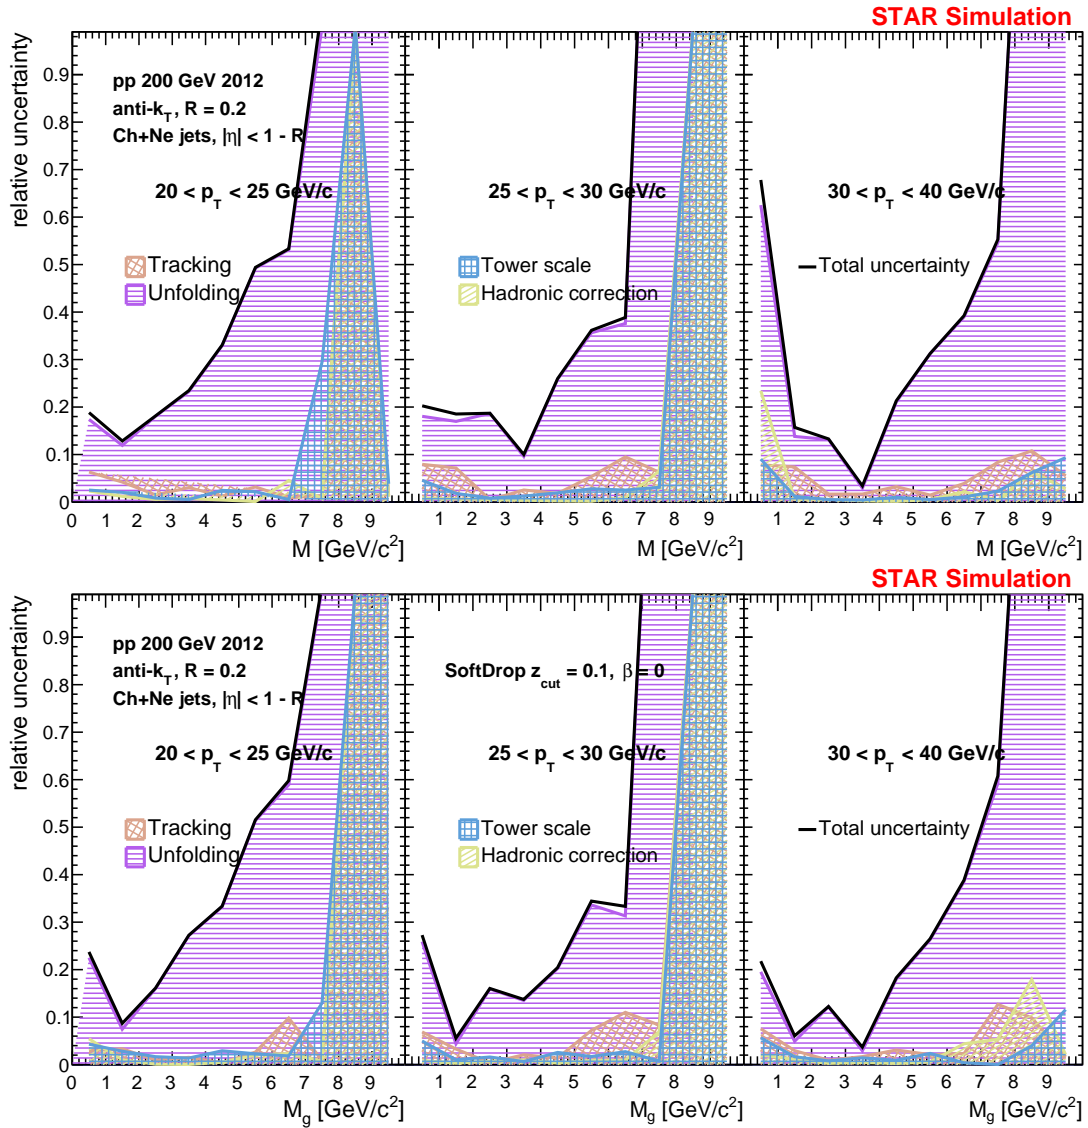 STAR Simulation
relative uncertainty
pp 200 GeV 2012
anti-k_T, R = 0.2
Ch+Ne jets, |η| < 1 - R
20 < p_T < 25 GeV/c
25 < p_T < 30 GeV/c
30 < p_T < 40 GeV/c
Tracking
Unfolding
Tower scale
Hadronic correction
Total uncertainty
0.9
0.8
0.7
0.6
0.5
0.4
0.3
0.2
0.1
0
0 1 2 3 4 5 6 7 8 9
1 2 3 4 5 6 7 8 9
1 2 3 4 5 6 7 8 9
M [GeV/c²]
M [GeV/c²]
M [GeV/c²]
STAR Simulation
relative uncertainty
pp 200 GeV 2012
anti-k_T, R = 0.2
Ch+Ne jets, |η| < 1 - R
SoftDrop z_cut = 0.1, β = 0
20 < p_T < 25 GeV/c
25 < p_T < 30 GeV/c
30 < p_T < 40 GeV/c
Tracking
Unfolding
Tower scale
Hadronic correction
Total uncertainty
0.9
0.8
0.7
0.6
0.5
0.4
0.3
0.2
0.1
0
0 1 2 3 4 5 6 7 8 9
1 2 3 4 5 6 7 8 9
1 2 3 4 5 6 7 8 9
M_g [GeV/c²]
M_g [GeV/c²]
M_g [GeV/c²]